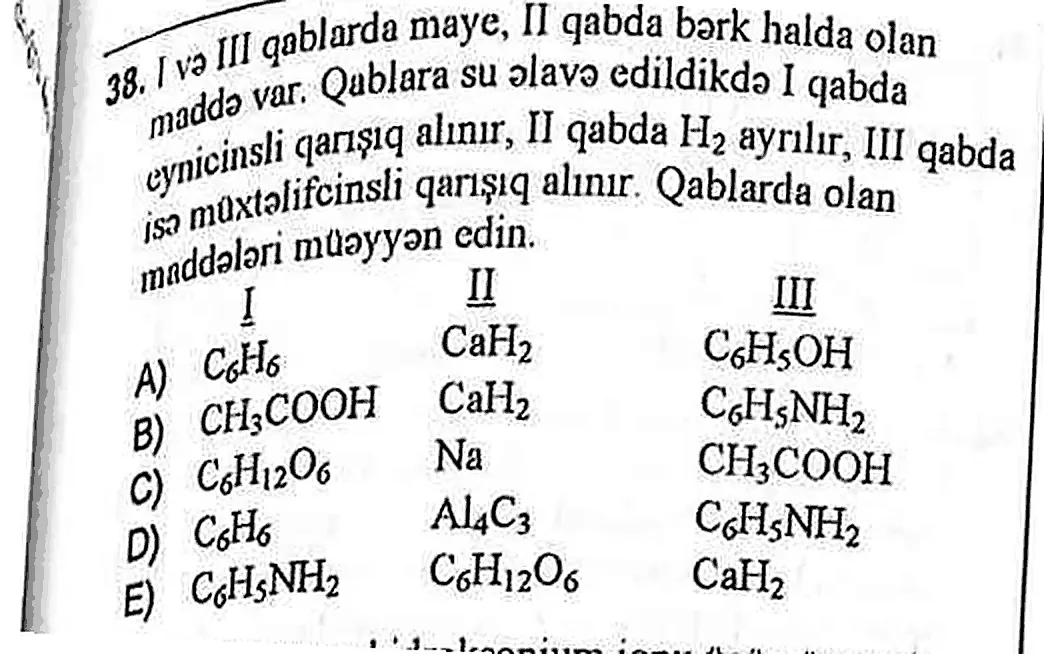 38. I və III qablarda maye, II qabda bərk halda olan
maddə var. Qablara su əlavə edildikdə I qabda
eynicinsli qarışıq alınır, II qabda H₂ ayrılır, III qabda
isə müxtəlifcinsli qarışıq alınır. Qablarda olan
maddələri müəyyən edin.
I II III
A) C₆H₆ CaH₂ C₆H₅OH
B) CH₃COOH CaH₂ C₆H₅NH₂
C) C₆H₁₂O₆ Na CH₃COOH
D) C₆H₆ Al₄C₃ C₆H₅NH₂
E) C₆H₅NH₂ C₆H₁₂O₆ CaH₂